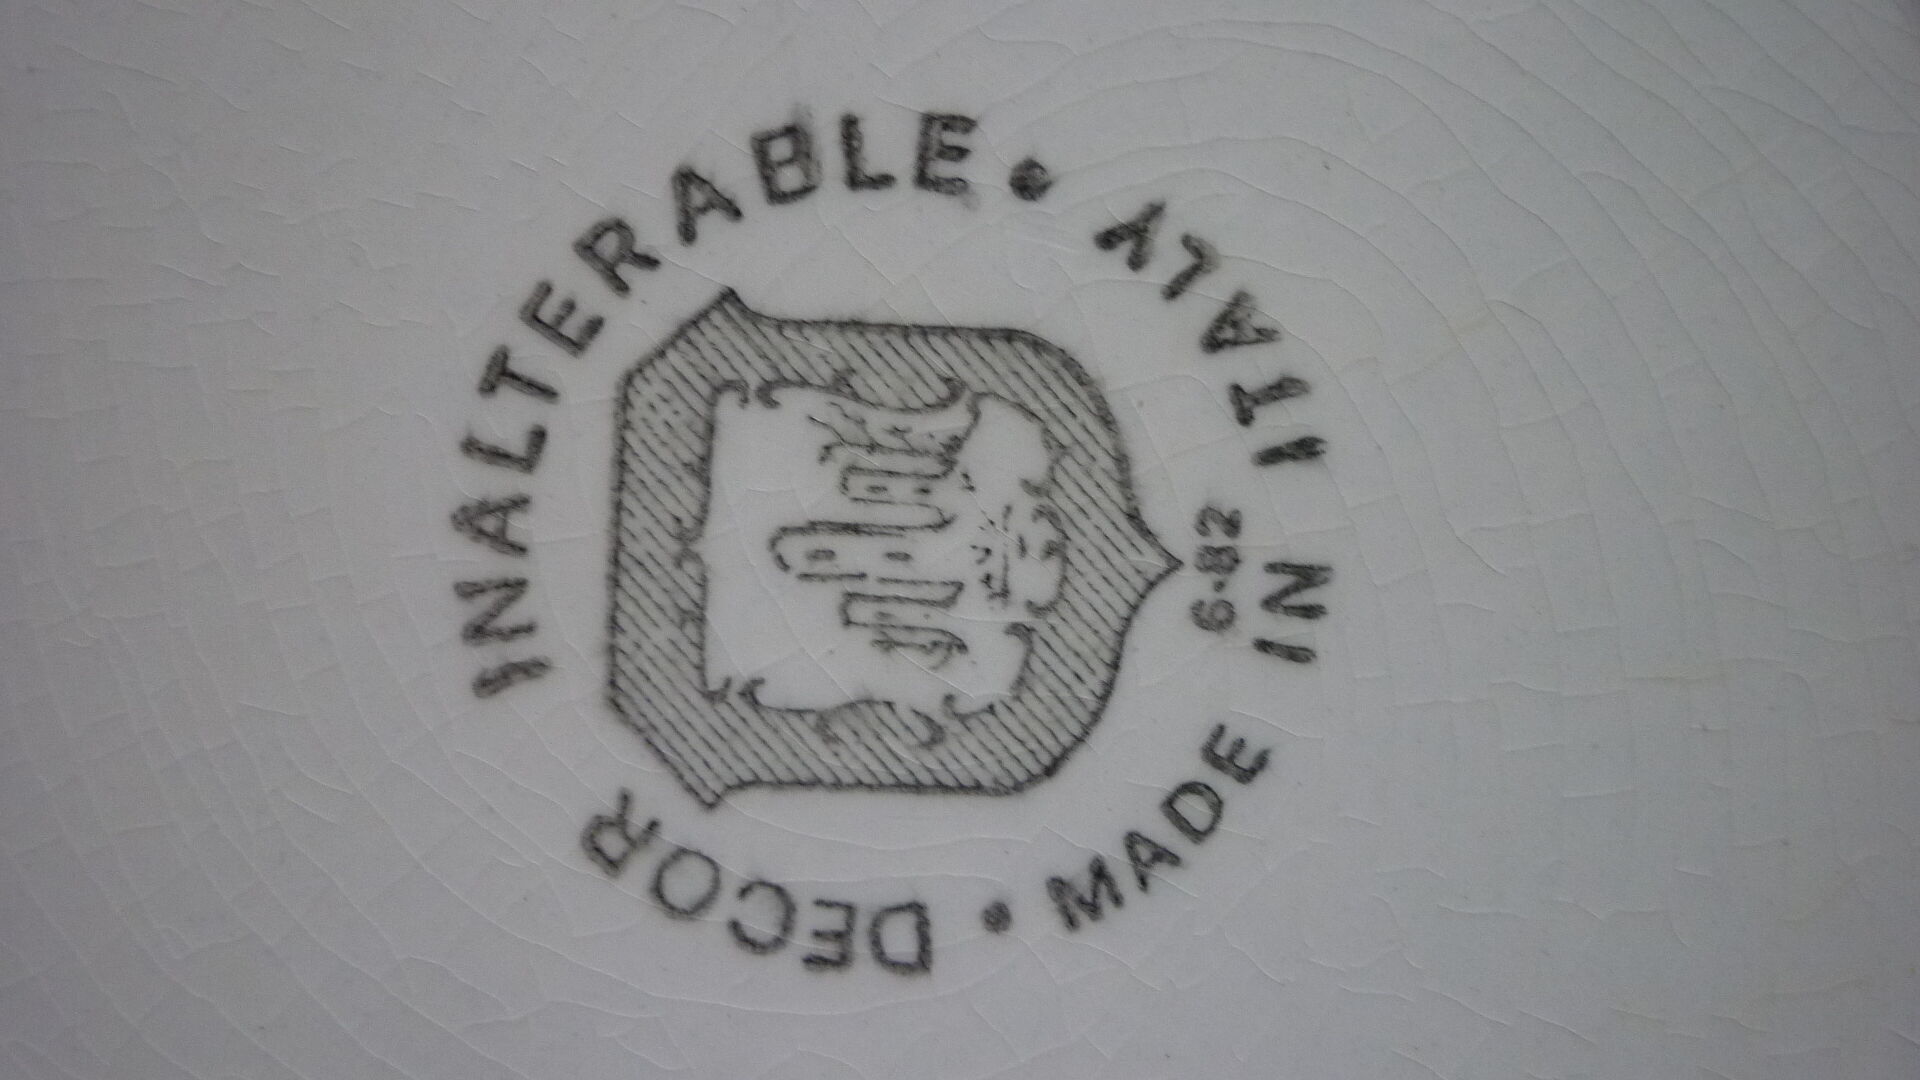 DECOR INALTERABLE •
6-82
MADE IN ITALY •